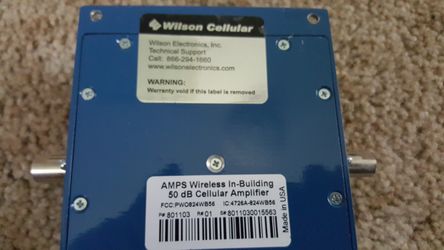 Wilson Cellular
Wilson Electronics, Inc.
Technical Support
Call: 866-294-1660
www.wilsonelectronics.com
WARNING:
Warranty void if this label is removed
AMPS Wireless In-Building
50 dB Cellular Amplifier
FCC:PWO824WB56 IC:4726A-824WB56
P# 801103 R# 01 S# 8011030015563
Made in USA